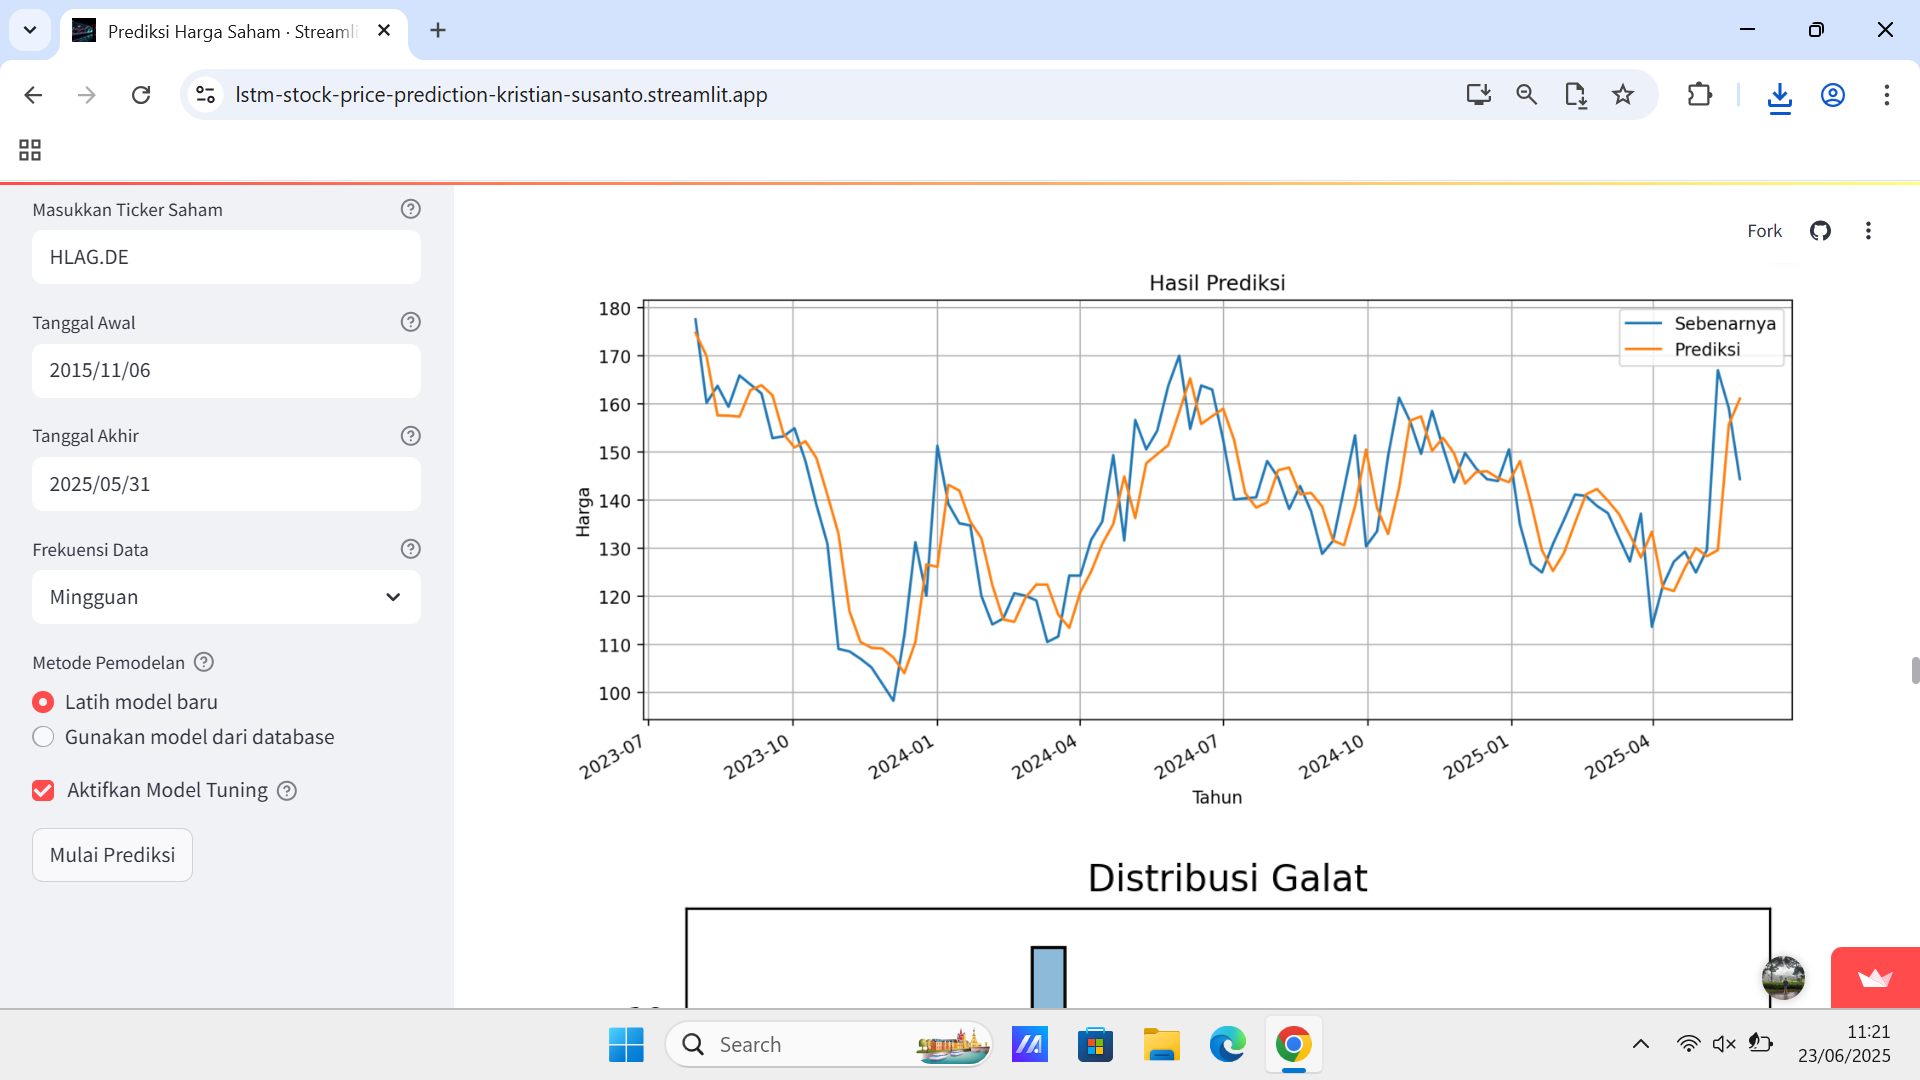 Prediksi Harga Saham · Streamli
lstm-stock-price-prediction-kristian-susanto.streamlit.app
Masukkan Ticker Saham
HLAG.DE
Tanggal Awal
2015/11/06
Tanggal Akhir
2025/05/31
Frekuensi Data
Mingguan
Metode Pemodelan
Latih model baru
Gunakan model dari database
Aktifkan Model Tuning
Mulai Prediksi
Fork
Hasil Prediksi
Sebenarnya
Prediksi
Harga
180
170
160
150
140
130
120
110
100
2023-07
2023-10
2024-01
2024-04
2024-07
2024-10
2025-01
2025-04
Tahun
Distribusi Galat
Search
11:21
23/06/2025